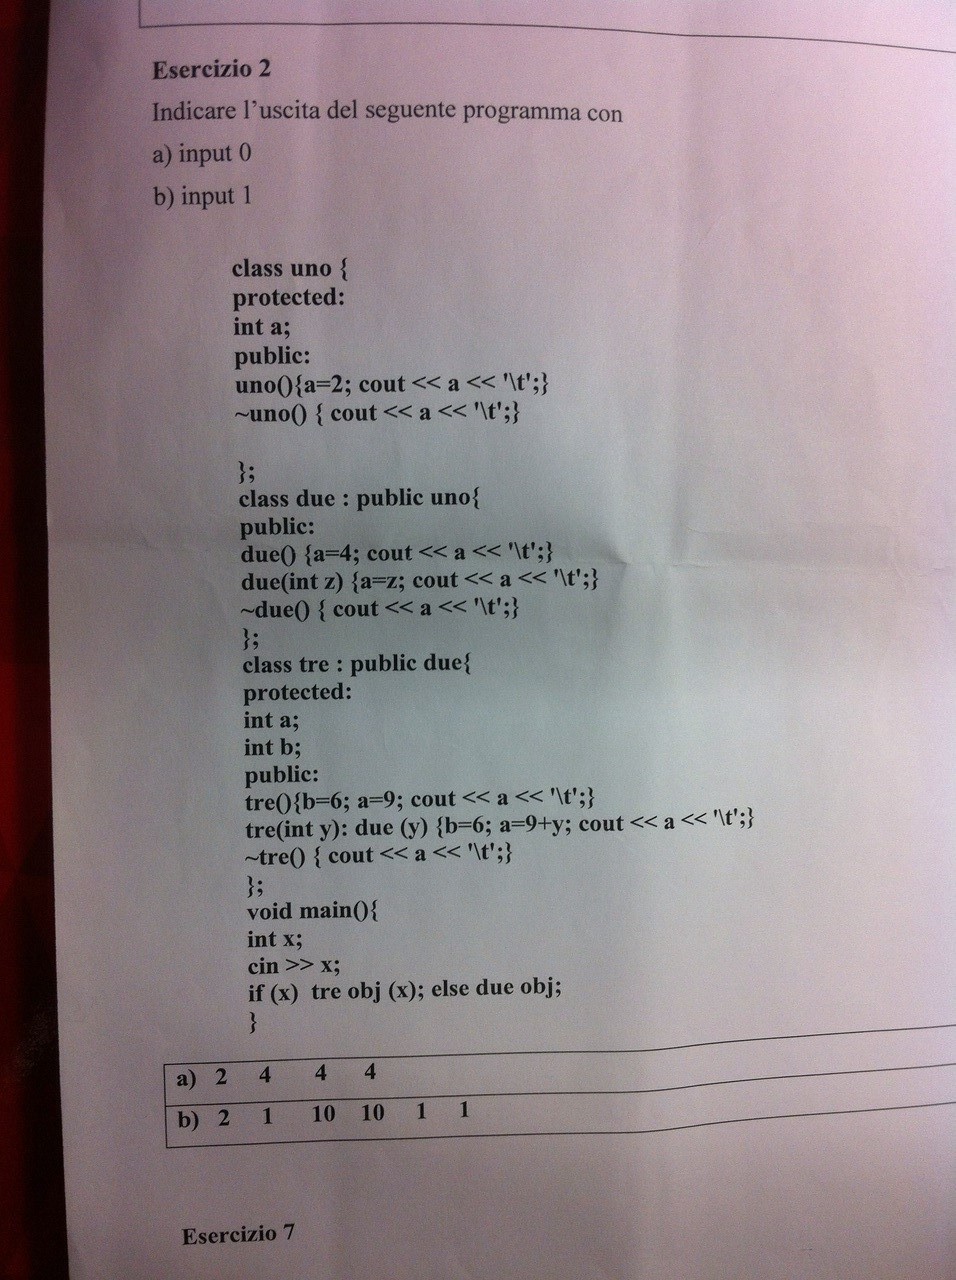 Esercizio 2
Indicare l'uscita del seguente programma con
a) input 0
b) input 1
class uno {
protected:
int a;
public:
uno(){a=2; cout << a << '\t';}
~uno() { cout << a << '\t';}
};
class due : public uno{
public:
due() {a=4; cout << a << '\t';}
due(int z) {a=z; cout << a << '\t';}
~due() { cout << a << '\t';}
};
class tre : public due{
protected:
int a;
int b;
public:
tre(){b=6; a=9; cout << a << '\t';}
tre(int y): due (y) {b=6; a=9+y; cout << a << '\t';}
~tre() { cout << a << '\t';}
};
void main(){
int x;
cin >> x;
if (x) tre obj (x); else due obj;
}
a) 2 4 4 4
b) 2 1 10 10 1 1
Esercizio 7